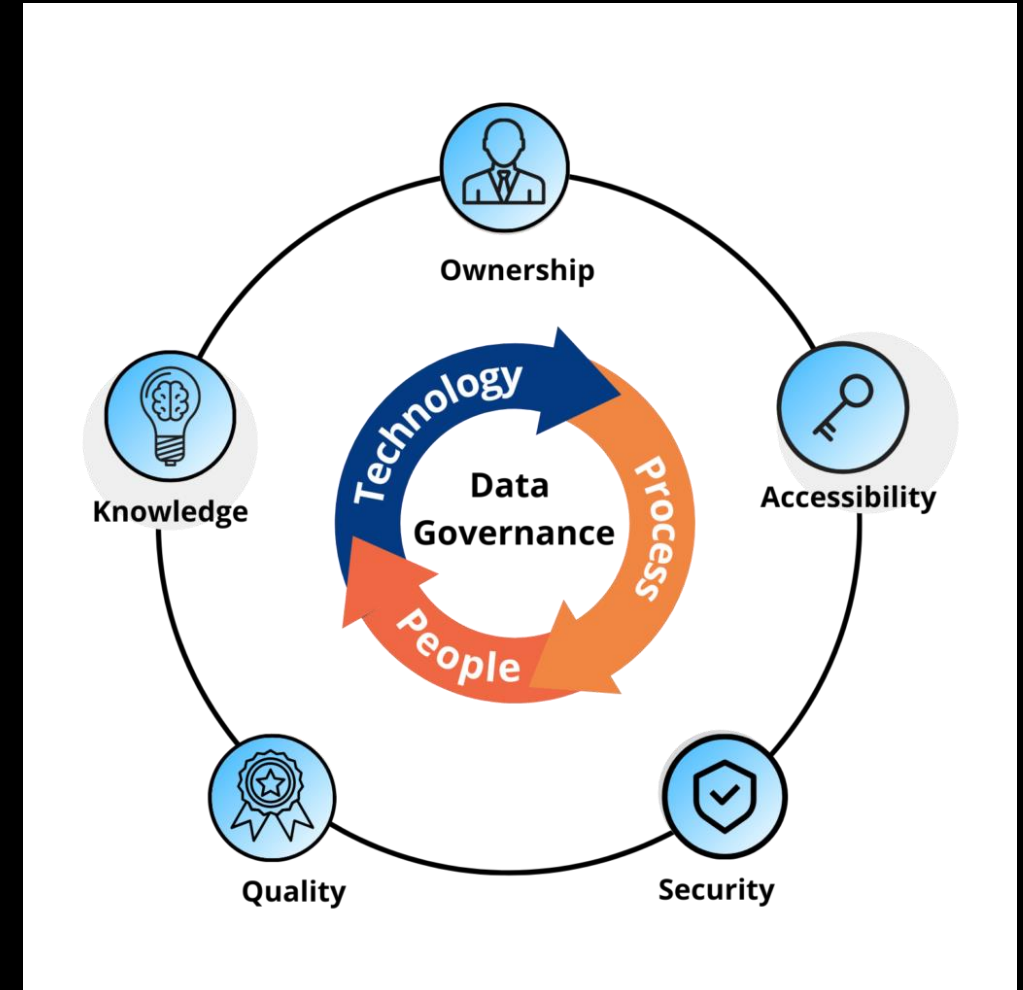 Ownership
Technology
Data
Governance
Process
People
Knowledge
Accessibility
Quality
Security